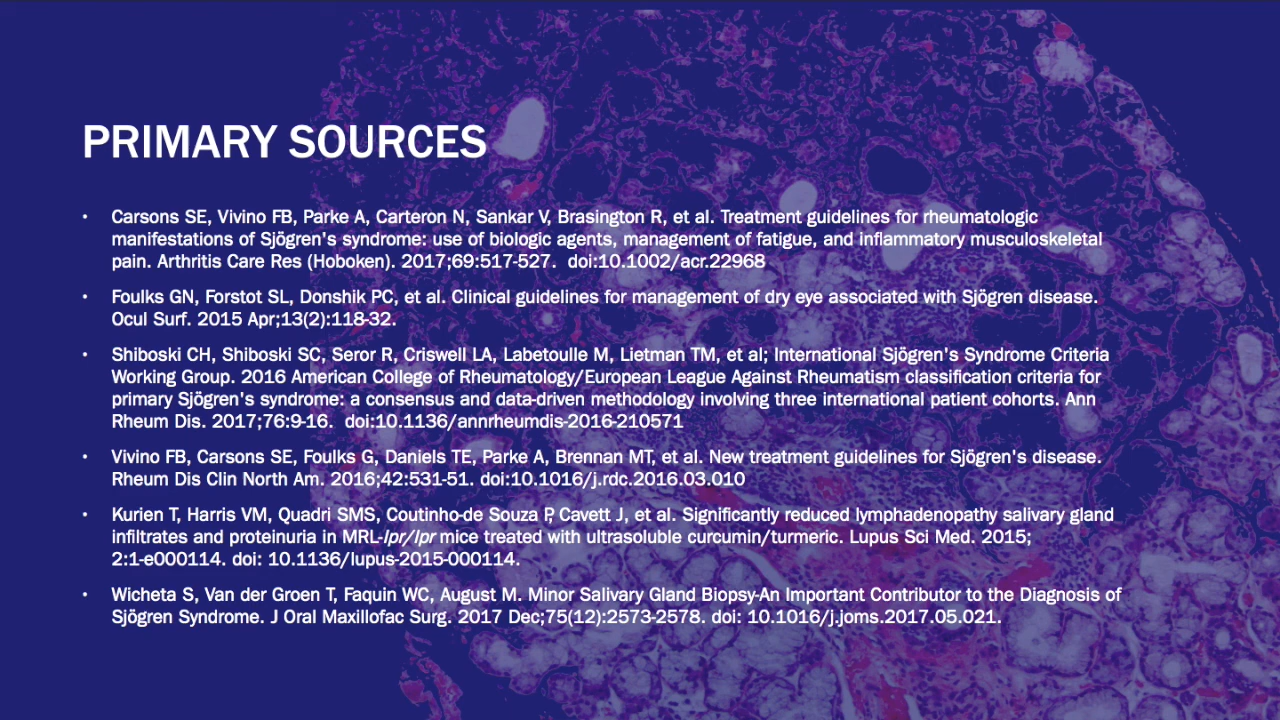 PRIMARY SOURCES
• Carsons SE, Vivino FB, Parke A, Carteron N, Sankar V, Brasington R, et al. Treatment guidelines for rheumatologic
manifestations of Sjögren's syndrome: use of biologic agents, management of fatigue, and inflammatory musculoskeletal
pain. Arthritis Care Res (Hoboken). 2017;69:517-527.  doi:10.1002/acr.22968
• Foulks GN, Forstot SL, Donshik PC, et al. Clinical guidelines for management of dry eye associated with Sjögren disease.
Ocul Surf. 2015 Apr;13(2):118-32.
• Shiboski CH, Shiboski SC, Seror R, Criswell LA, Labetoulle M, Lietman TM, et al; International Sjögren's Syndrome Criteria
Working Group. 2016 American College of Rheumatology/European League Against Rheumatism classification criteria for
primary Sjögren's syndrome: a consensus and data-driven methodology involving three international patient cohorts. Ann
Rheum Dis. 2017;76:9-16.  doi:10.1136/annrheumdis-2016-210571
• Vivino FB, Carsons SE, Foulks G, Daniels TE, Parke A, Brennan MT, et al. New treatment guidelines for Sjögren's disease.
Rheum Dis Clin North Am. 2016;42:531-51. doi:10.1016/j.rdc.2016.03.010
• Kurien T, Harris VM, Quadri SMS, Coutinho-de Souza P, Cavett J, et al. Significantly reduced lymphadenopathy salivary gland
infiltrates and proteinuria in MRL-lpr/lpr mice treated with ultrasoluble curcumin/turmeric. Lupus Sci Med. 2015;
2:1-e000114. doi: 10.1136/lupus-2015-000114.
• Wicheta S, Van der Groen T, Faquin WC, August M. Minor Salivary Gland Biopsy-An Important Contributor to the Diagnosis of
Sjögren Syndrome. J Oral Maxillofac Surg. 2017 Dec;75(12):2573-2578. doi: 10.1016/j.joms.2017.05.021.